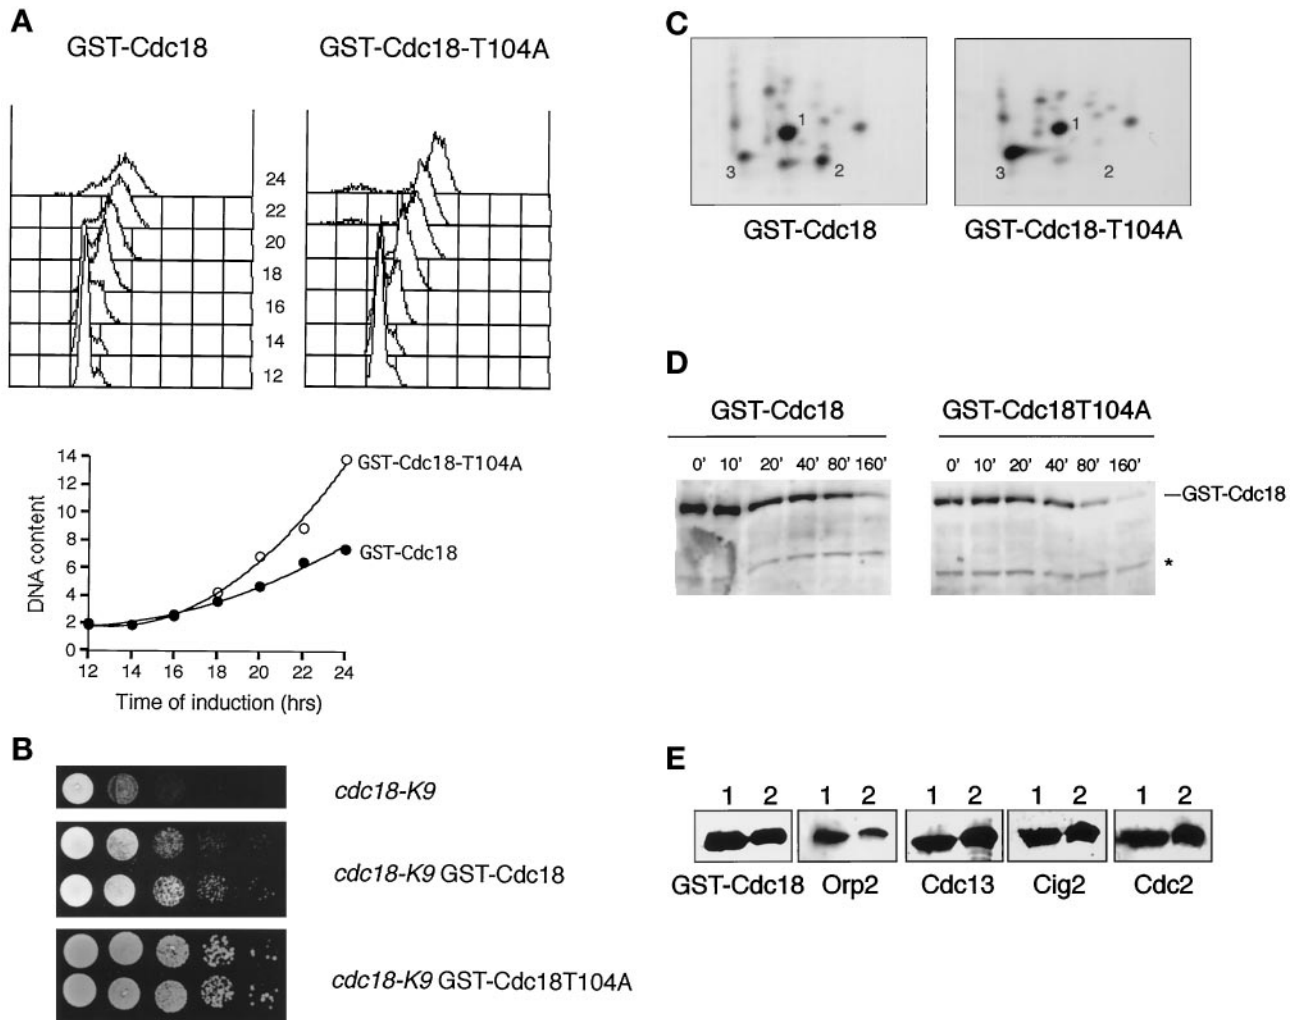 A
GST-Cdc18
GST-Cdc18-T104A
24
22
20
18
16
14
12
14
12
10
8
6
4
2
0
DNA content
GST-Cdc18-T104A
GST-Cdc18
12 14 16 18 20 22 24
Time of induction (hrs)
B
cdc18-K9
cdc18-K9 GST-Cdc18
cdc18-K9 GST-Cdc18T104A
C
1
2
3
GST-Cdc18
1
2
3
GST-Cdc18-T104A
D
GST-Cdc18
GST-Cdc18T104A
0' 10' 20' 40' 80' 160'
0' 10' 20' 40' 80' 160'
GST-Cdc18
*
E
1 2 1 2 1 2 1 2 1 2
GST-Cdc18 Orp2 Cdc13 Cig2 Cdc2